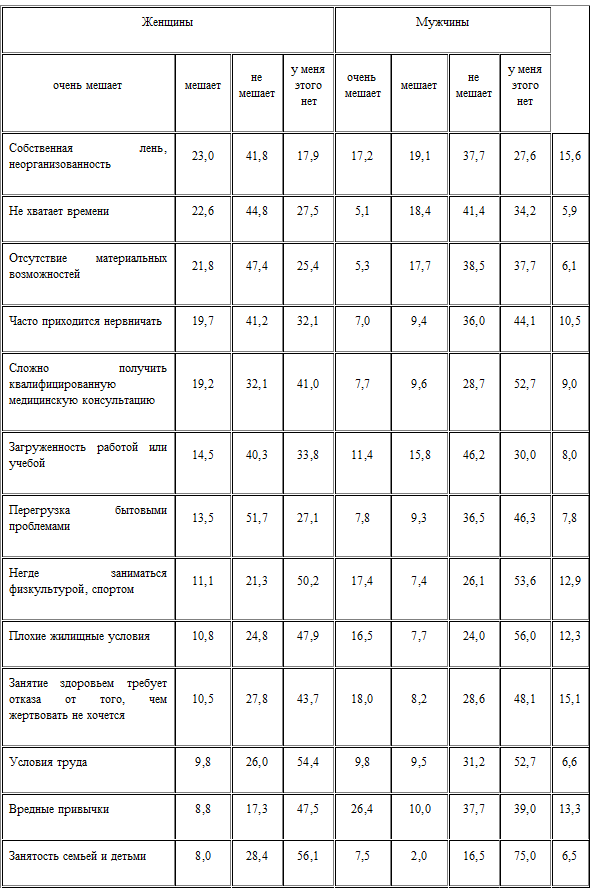 Женщины Мужчины
очень мешает мешает не мешает у меня этого нет очень мешает мешает не мешает у меня этого нет
Собственная лень, неорганизованность 23,0 41,8 17,9 17,2 19,1 37,7 27,6 15,6
Не хватает времени 22,6 44,8 27,5 5,1 18,4 41,4 34,2 5,9
Отсутствие материальных возможностей 21,8 47,4 25,4 5,3 17,7 38,5 37,7 6,1
Часто приходится нервничать 19,7 41,2 32,1 7,0 9,4 36,0 44,1 10,5
Сложно получить квалифицированную медицинскую консультацию 19,2 32,1 41,0 7,7 9,6 28,7 52,7 9,0
Загруженность работой или учебой 14,5 40,3 33,8 11,4 15,8 46,2 30,0 8,0
Перегрузка бытовыми проблемами 13,5 51,7 27,1 7,8 9,3 36,5 46,3 7,8
Негде заниматься физкультурой, спортом 11,1 21,3 50,2 17,4 7,4 26,1 53,6 12,9
Плохие жилищные условия 10,8 24,8 47,9 16,5 7,7 24,0 56,0 12,3
Занятие здоровьем требует отказа от того, чем жертвовать не хочется 10,5 27,8 43,7 18,0 8,2 28,6 48,1 15,1
Условия труда 9,8 26,0 54,4 9,8 9,5 31,2 52,7 6,6
Вредные привычки 8,8 17,3 47,5 26,4 10,0 37,7 39,0 13,3
Занятость семьей и детьми 8,0 28,4 56,1 7,5 2,0 16,5 75,0 6,5